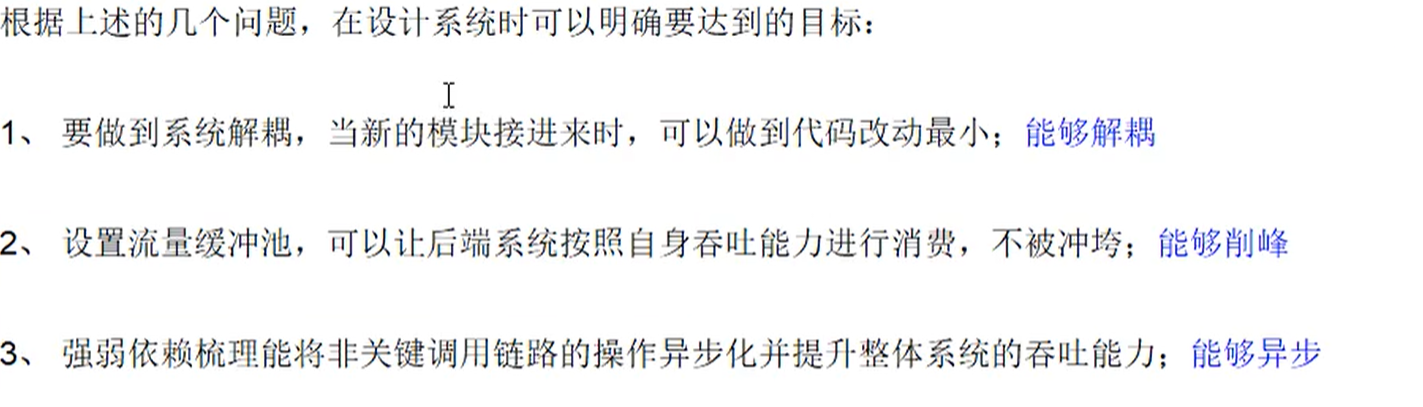 根据上述的几个问题，在设计系统时可以明确要达到的目标：
1、 要做到系统解耦，当新的模块接进来时，可以做到代码改动最小；能够解耦
2、 设置流量缓冲池，可以让后端系统按照自身吞吐能力进行消费，不被冲垮；能够削峰
3、 强弱依赖梳理能将非关键调用链路的操作异步化并提升整体系统的吞吐能力；能够异步